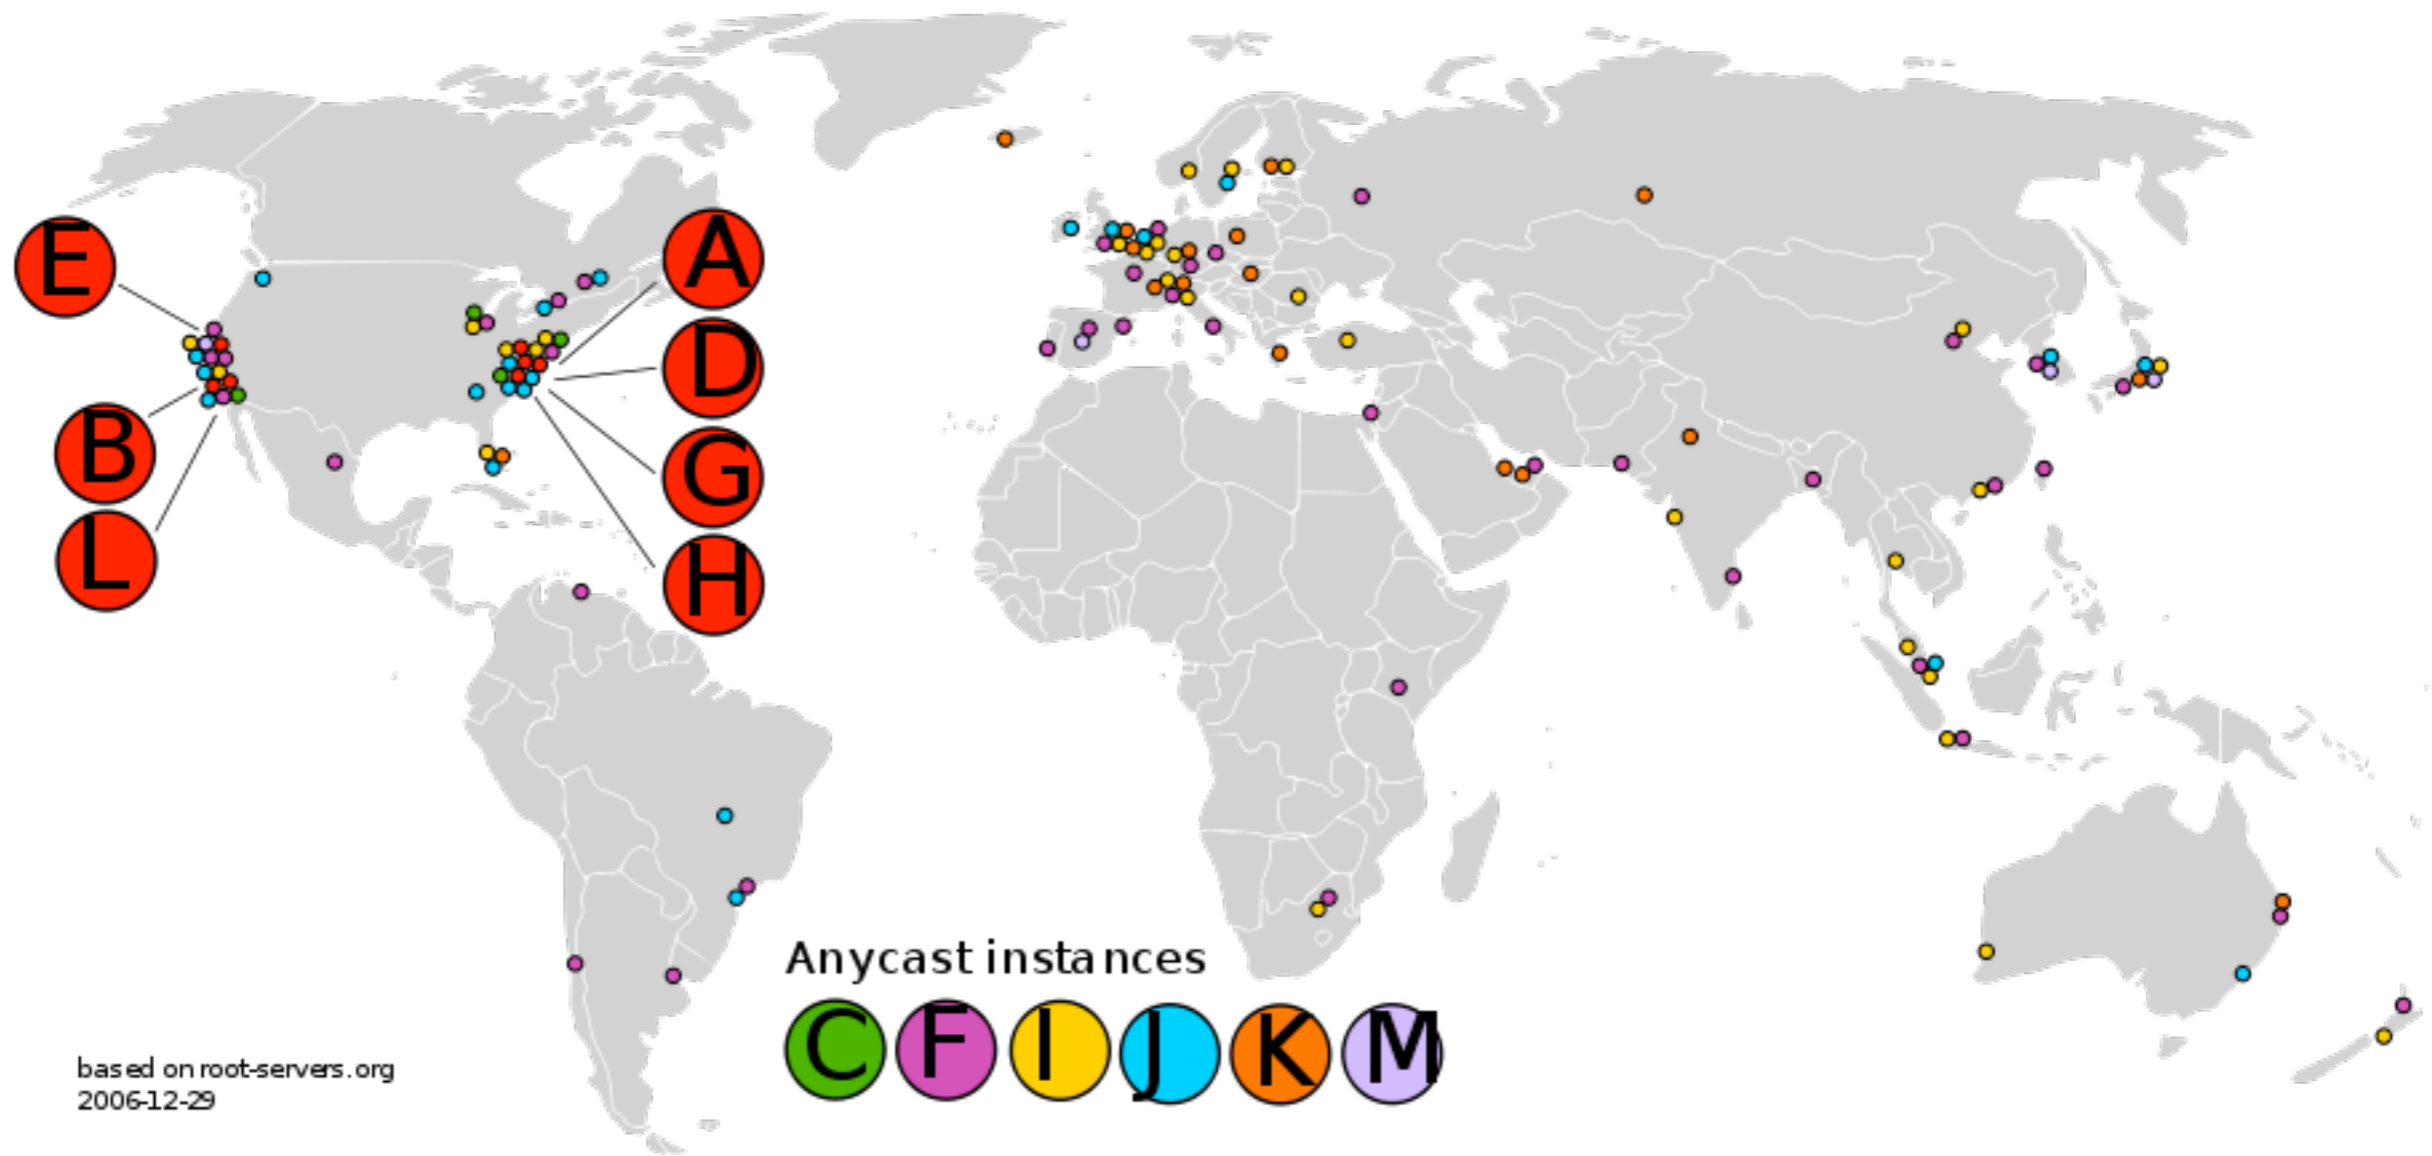 E
A
D
B
G
L
H
Anycast instances
C F I J K M
based on root-servers.org
2006-12-29